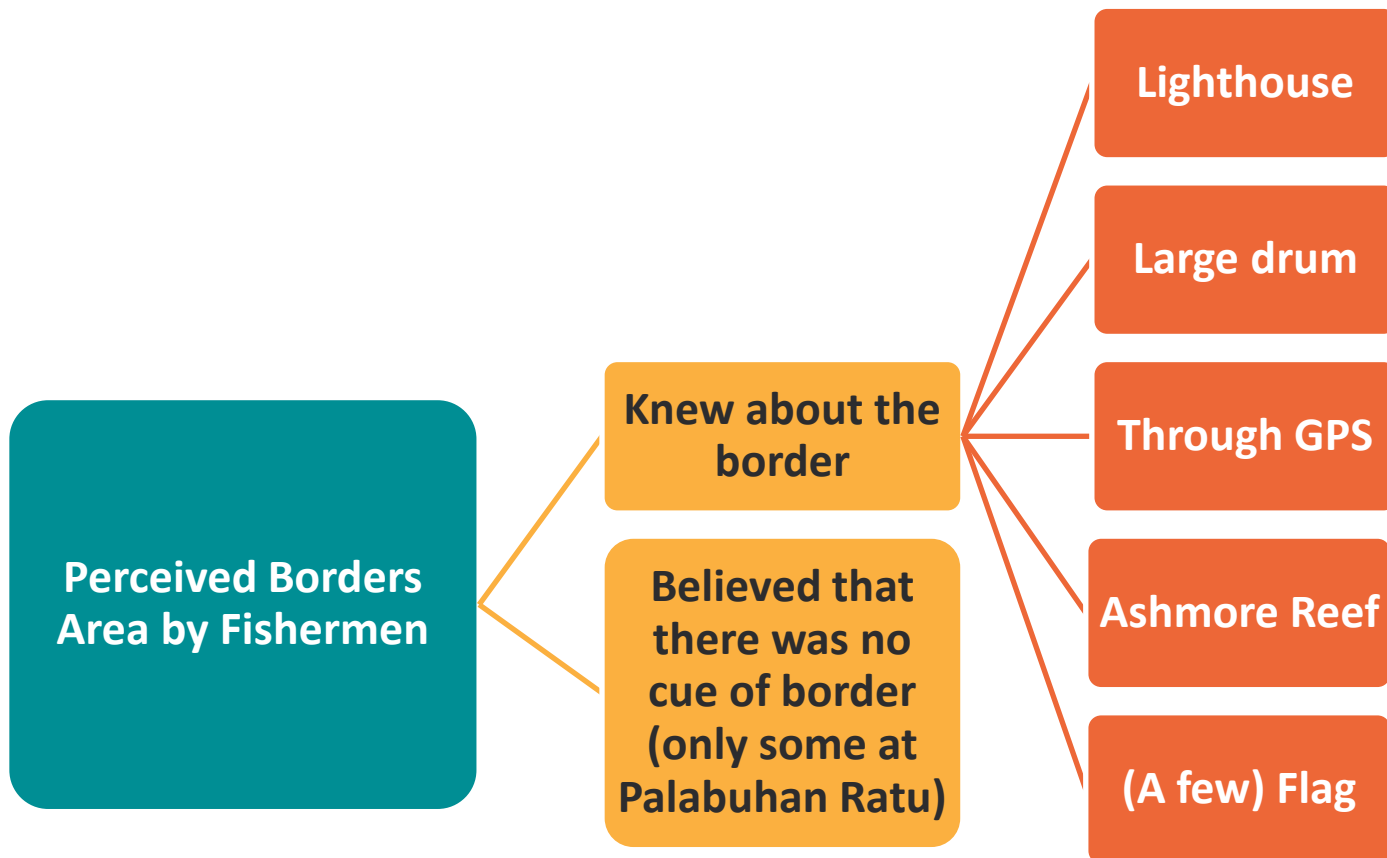 Perceived Borders
Area by Fishermen
Knew about the
border
Believed that
there was no
cue of border
(only some at
Palabuhan Ratu)
Lighthouse
Large drum
Through GPS
Ashmore Reef
(A few) Flag